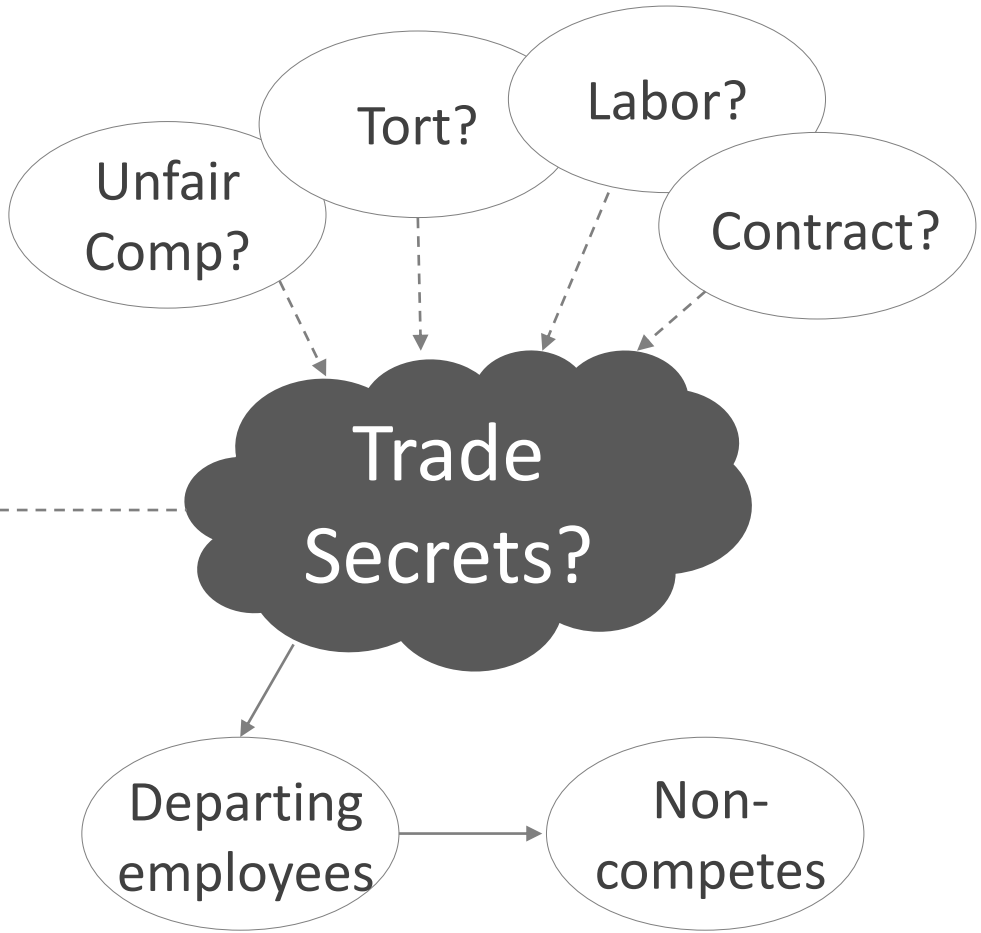 Unfair
Comp?
Tort?
Labor?
Contract?
Trade
Secrets?
Departing
employees
Non-
competes